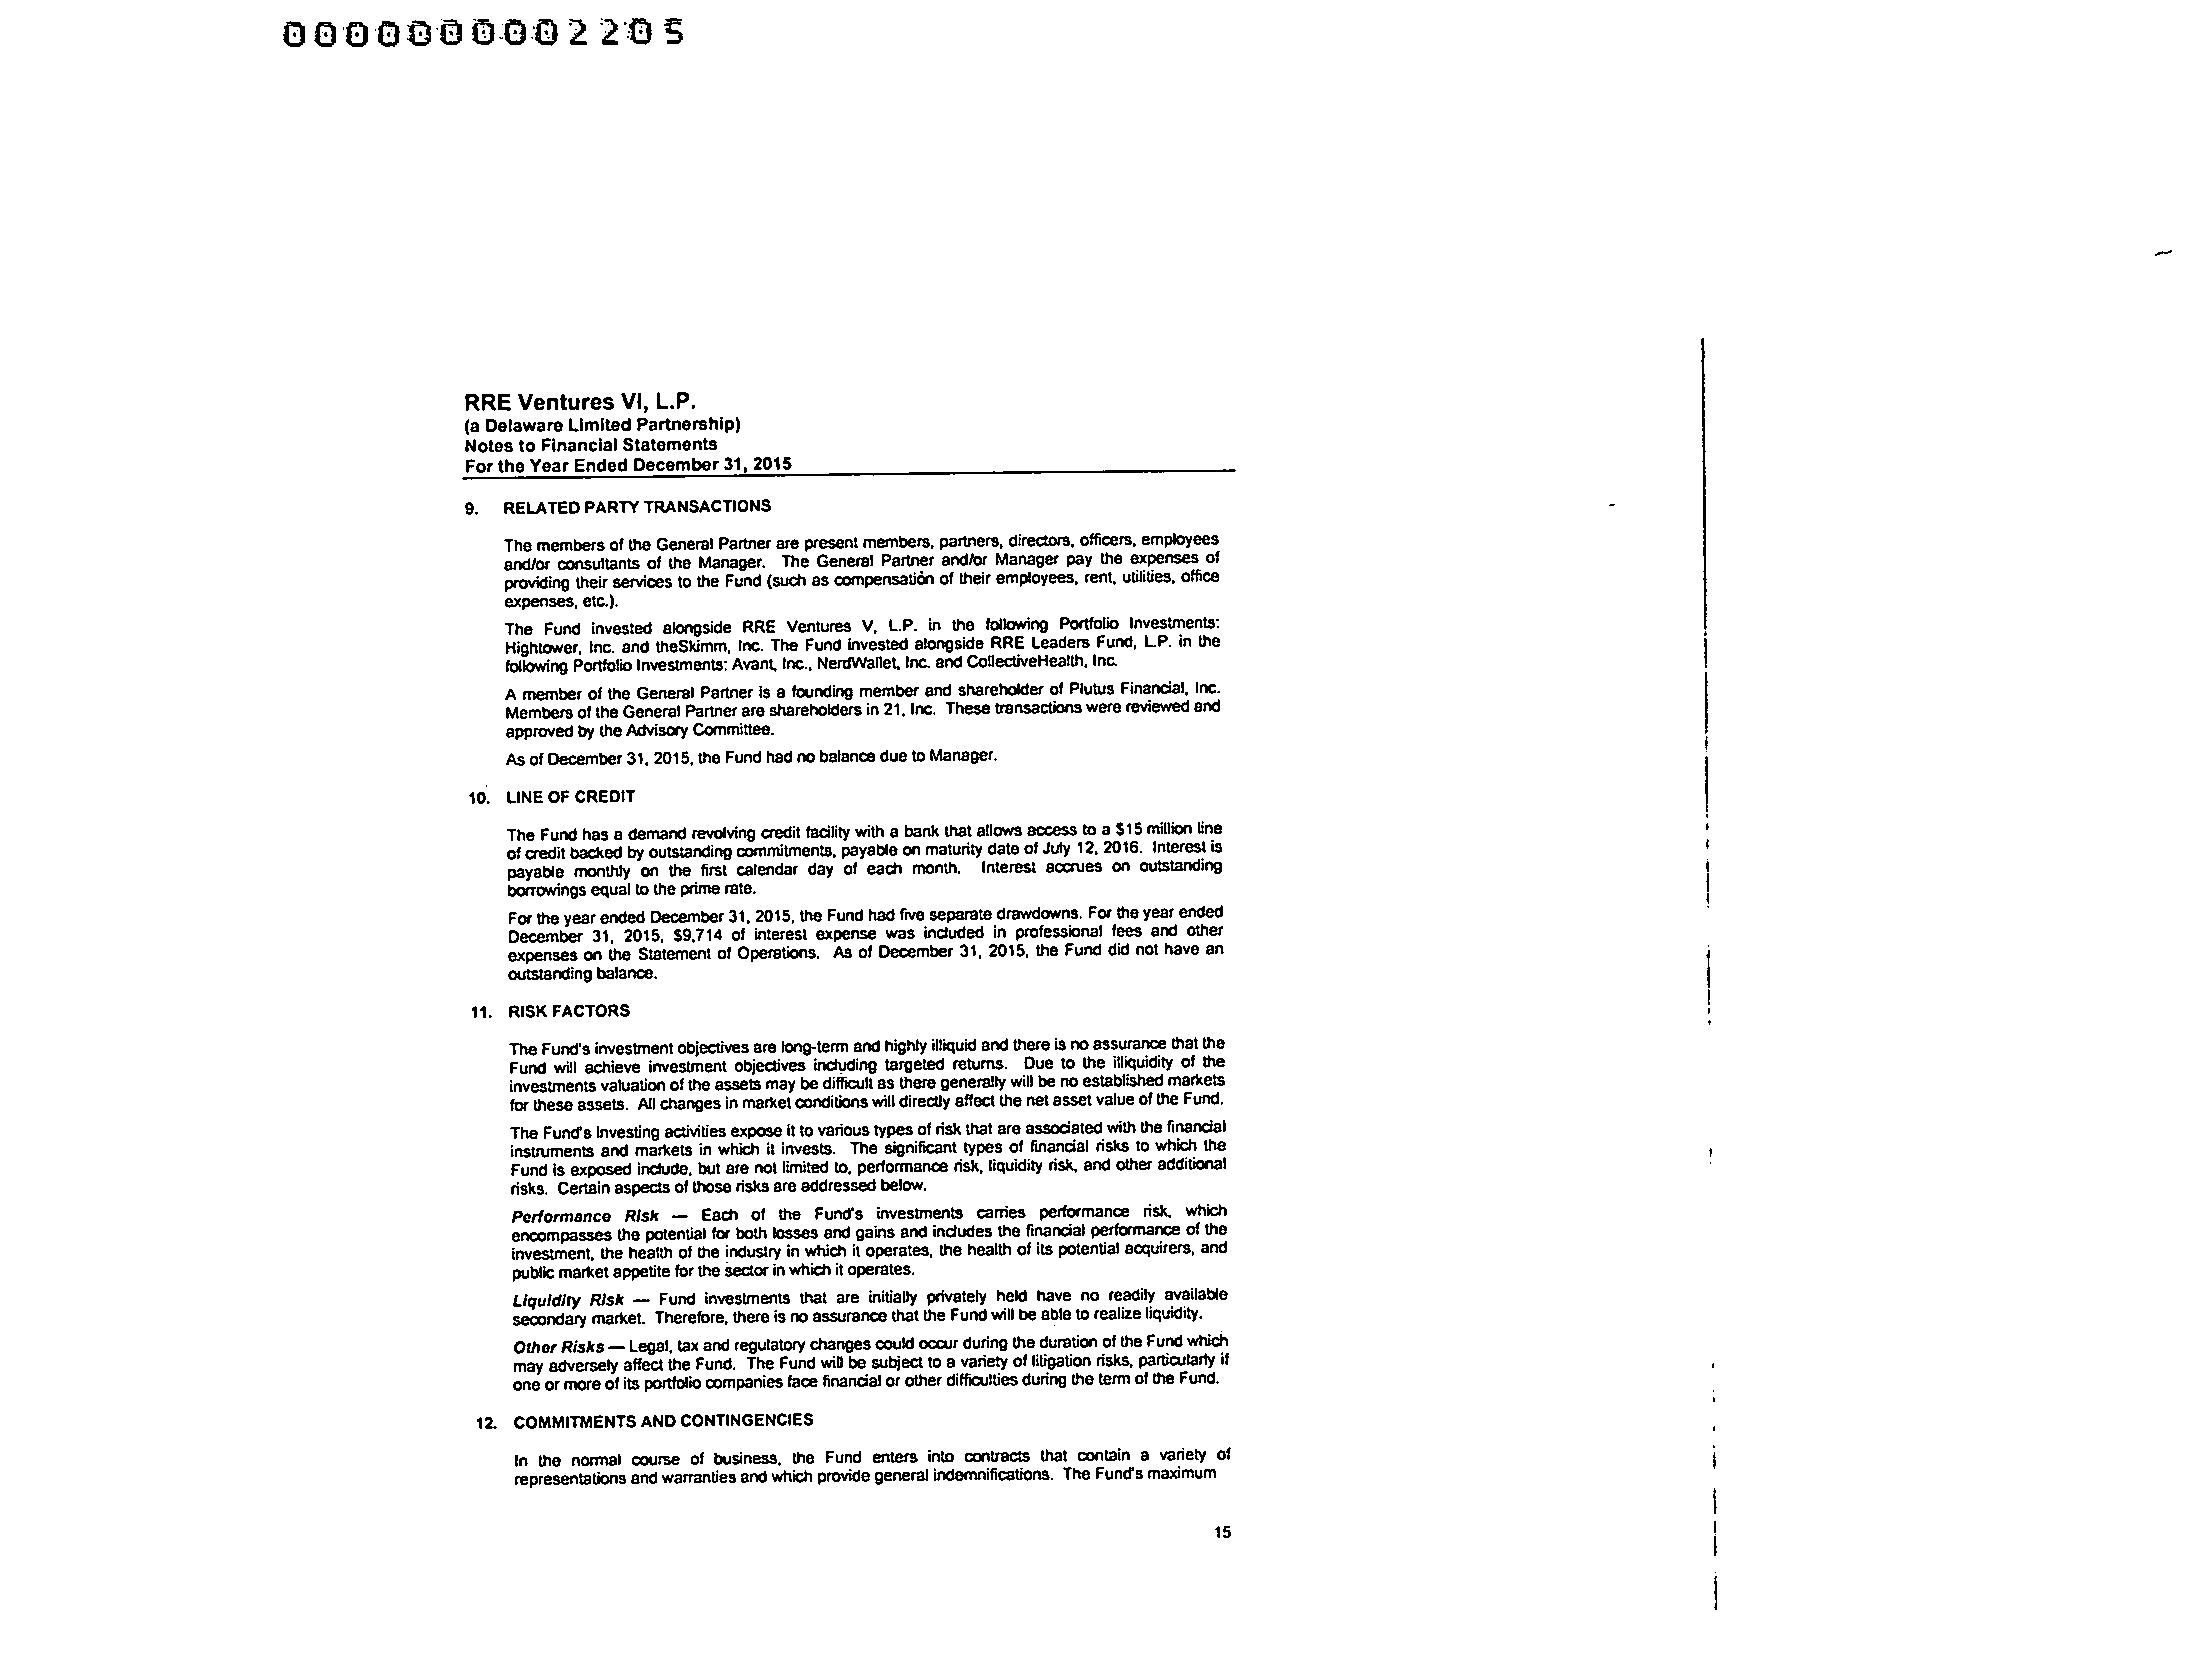 00000000002205
RRE Ventures VI, L.P.
(a Delaware Limited Partnership)
Notes to Financial Statements
For the Year Ended December 31, 2015
9. RELATED PARTY TRANSACTIONS
The members of the General Partner are present members, partners, directors, officers, employees
and/or consultants of the Manager. The General Partner and/or Manager pay the expenses of
providing their services to the Fund (such as compensation of their employees, rent, utilities, office
expenses, etc.).
The Fund invested alongside RRE Ventures V, L.P. in the following Portfolio Investments:
Hightower, Inc. and theSkimm, Inc. The Fund invested alongside RRE Leaders Fund, L.P. in the
following Portfolio Investments: Avant, Inc., NerdWallet, Inc. and CollectiveHealth, Inc.
A member of the General Partner is a founding member and shareholder of Plutus Financial, Inc.
Members of the General Partner are shareholders in 21, Inc. These transactions were reviewed and
approved by the Advisory Committee.
As of December 31, 2015, the Fund had no balance due to Manager.
10. LINE OF CREDIT
The Fund has a demand revolving credit facility with a bank that allows access to a $15 million line
of credit backed by outstanding commitments, payable on maturity date of July 12, 2016. Interest is
payable monthly on the first calendar day of each month. Interest accrues on outstanding
borrowings equal to the prime rate.
For the year ended December 31, 2015, the Fund had five separate drawdowns. For the year ended
December 31, 2015, $9,714 of interest expense was included in professional fees and other
expenses on the Statement of Operations. As of December 31, 2015, the Fund did not have an
outstanding balance.
11. RISK FACTORS
The Fund's investment objectives are long-term and highly illiquid and there is no assurance that the
Fund will achieve investment objectives including targeted returns. Due to the illiquidity of the
investments valuation of the assets may be difficult as there generally will be no established markets
for these assets. All changes in market conditions will directly affect the net asset value of the Fund.
The Fund's investing activities expose it to various types of risk that are associated with the financial
instruments and markets in which it invests. The significant types of financial risks to which the
Fund is exposed include, but are not limited to, performance risk, liquidity risk, and other additional
risks. Certain aspects of those risks are addressed below.
Performance Risk — Each of the Fund's investments carries performance risk, which
encompasses the potential for both losses and gains and includes the financial performance of the
investment, the health of the industry in which it operates, the health of its potential acquirers, and
public market appetite for the sector in which it operates.
Liquidity Risk — Fund investments that are initially privately held have no readily available
secondary market. Therefore, there is no assurance that the Fund will be able to realize liquidity.
Other Risks — Legal, tax and regulatory changes could occur during the duration of the Fund which
may adversely affect the Fund. The Fund will be subject to a variety of litigation risks, particularly if
one or more of its portfolio companies face financial or other difficulties during the term of the Fund.
12. COMMITMENTS AND CONTINGENCIES
In the normal course of business, the Fund enters into contracts that contain a variety of
representations and warranties and which provide general indemnifications. The Fund's maximum
15